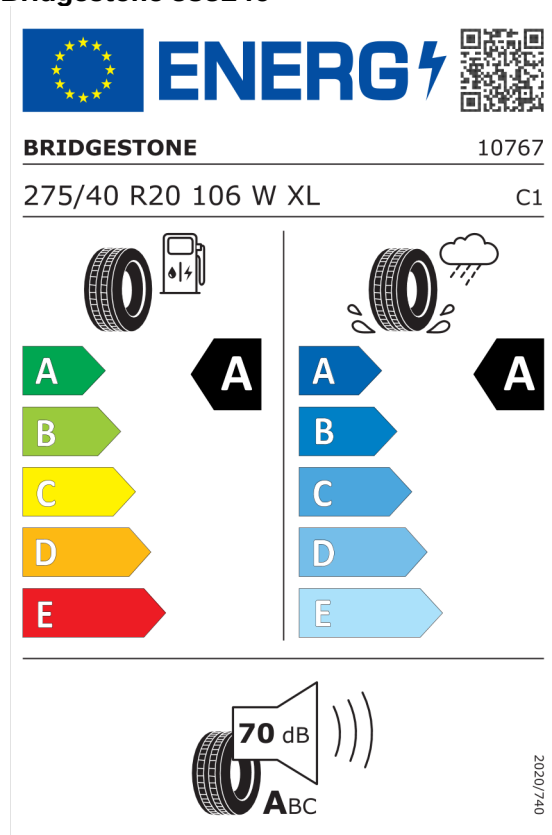 ENERG
BRIDGESTONE 10767
275/40 R20 106 W XL C1
A A A A
B B
C C
D D
E E
70 dB
ABC
2020/740